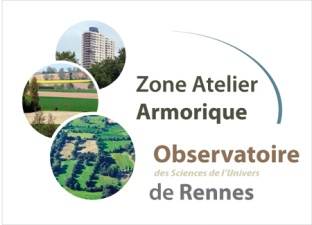 Zone Atelier
Armorique
Observatoire
des Sciences de l'Univers
de Rennes